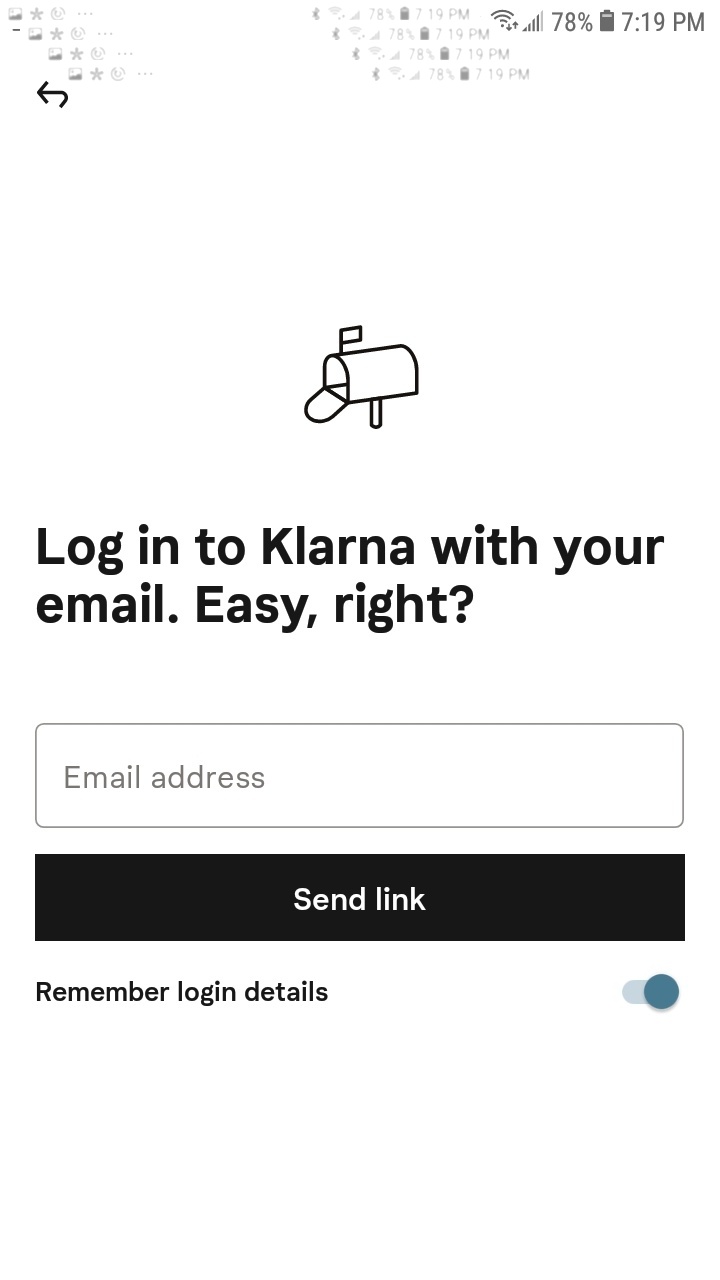 78% 7:19 PM
78% 7 19 PM
78% 7 19 PM
78% 7 19 PM
78% 7 19 PM
Log in to Klarna with your
email. Easy, right?
Email address
Send link
Remember login details